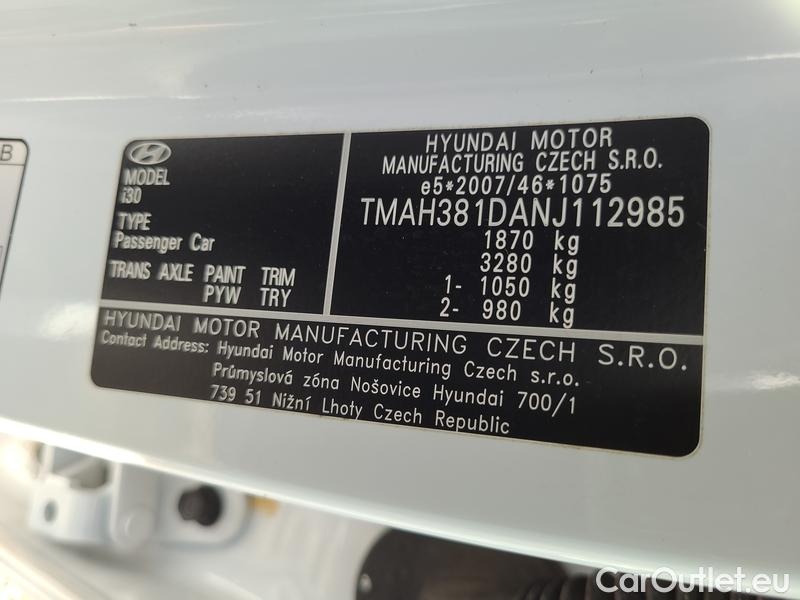 B
MODEL
i30
TYPE
Passenger Car
TRANS AXLE PAINT TRIM
PYW TRY
HYUNDAI MOTOR
MANUFACTURING CZECH S.R.O.
e5*2007/46*1075
TMAH381DANJ112985
1870 kg
3280 kg
1- 1050 kg
2- 980 kg
HYUNDAI MOTOR MANUFACTURING CZECH S.R.O.
Contact Address: Hyundai Motor Manufacturing Czech s.r.o.
Průmyslová zóna Nošovice Hyundai 700/1
739 51 Nižní Lhoty Czech Republic
CarOutlet.eu